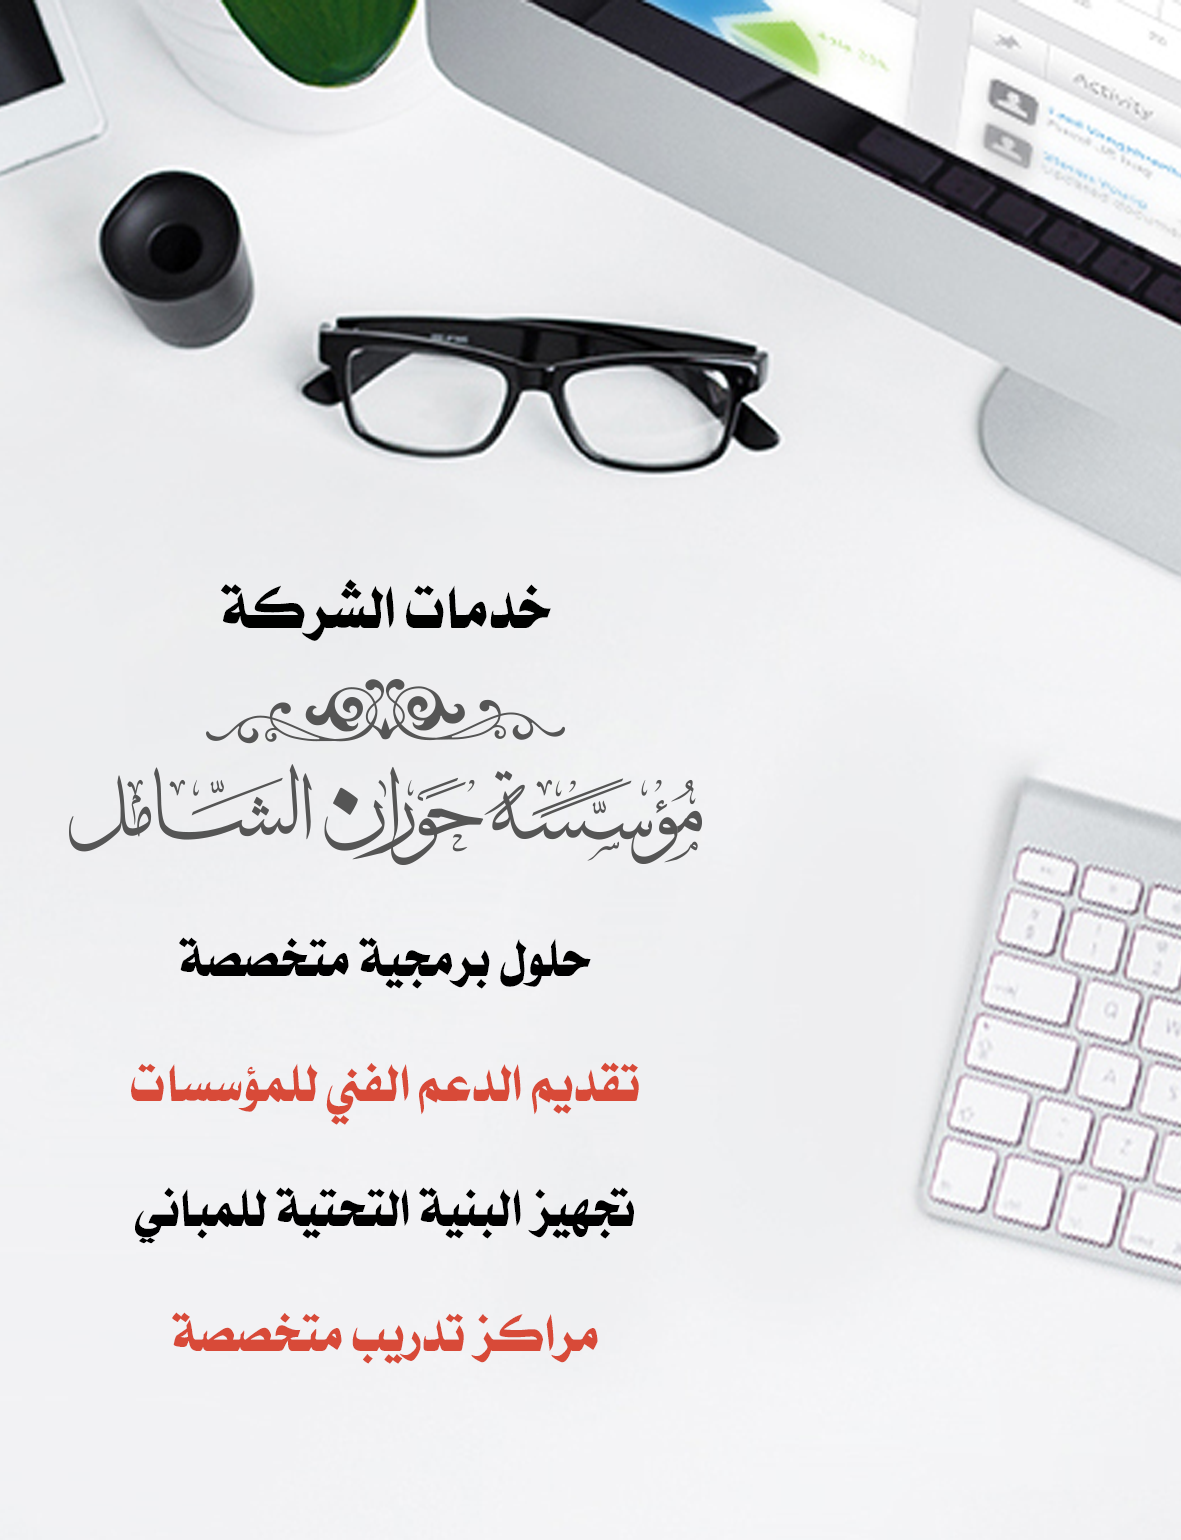 Activity
خدمات الشركة
مؤسسة حوران الشامل
حلول برمجية متخصصة
تقديم الدعم الفني للمؤسسات
تجهيز البنية التحتية للمباني
مراكز تدريب متخصصة